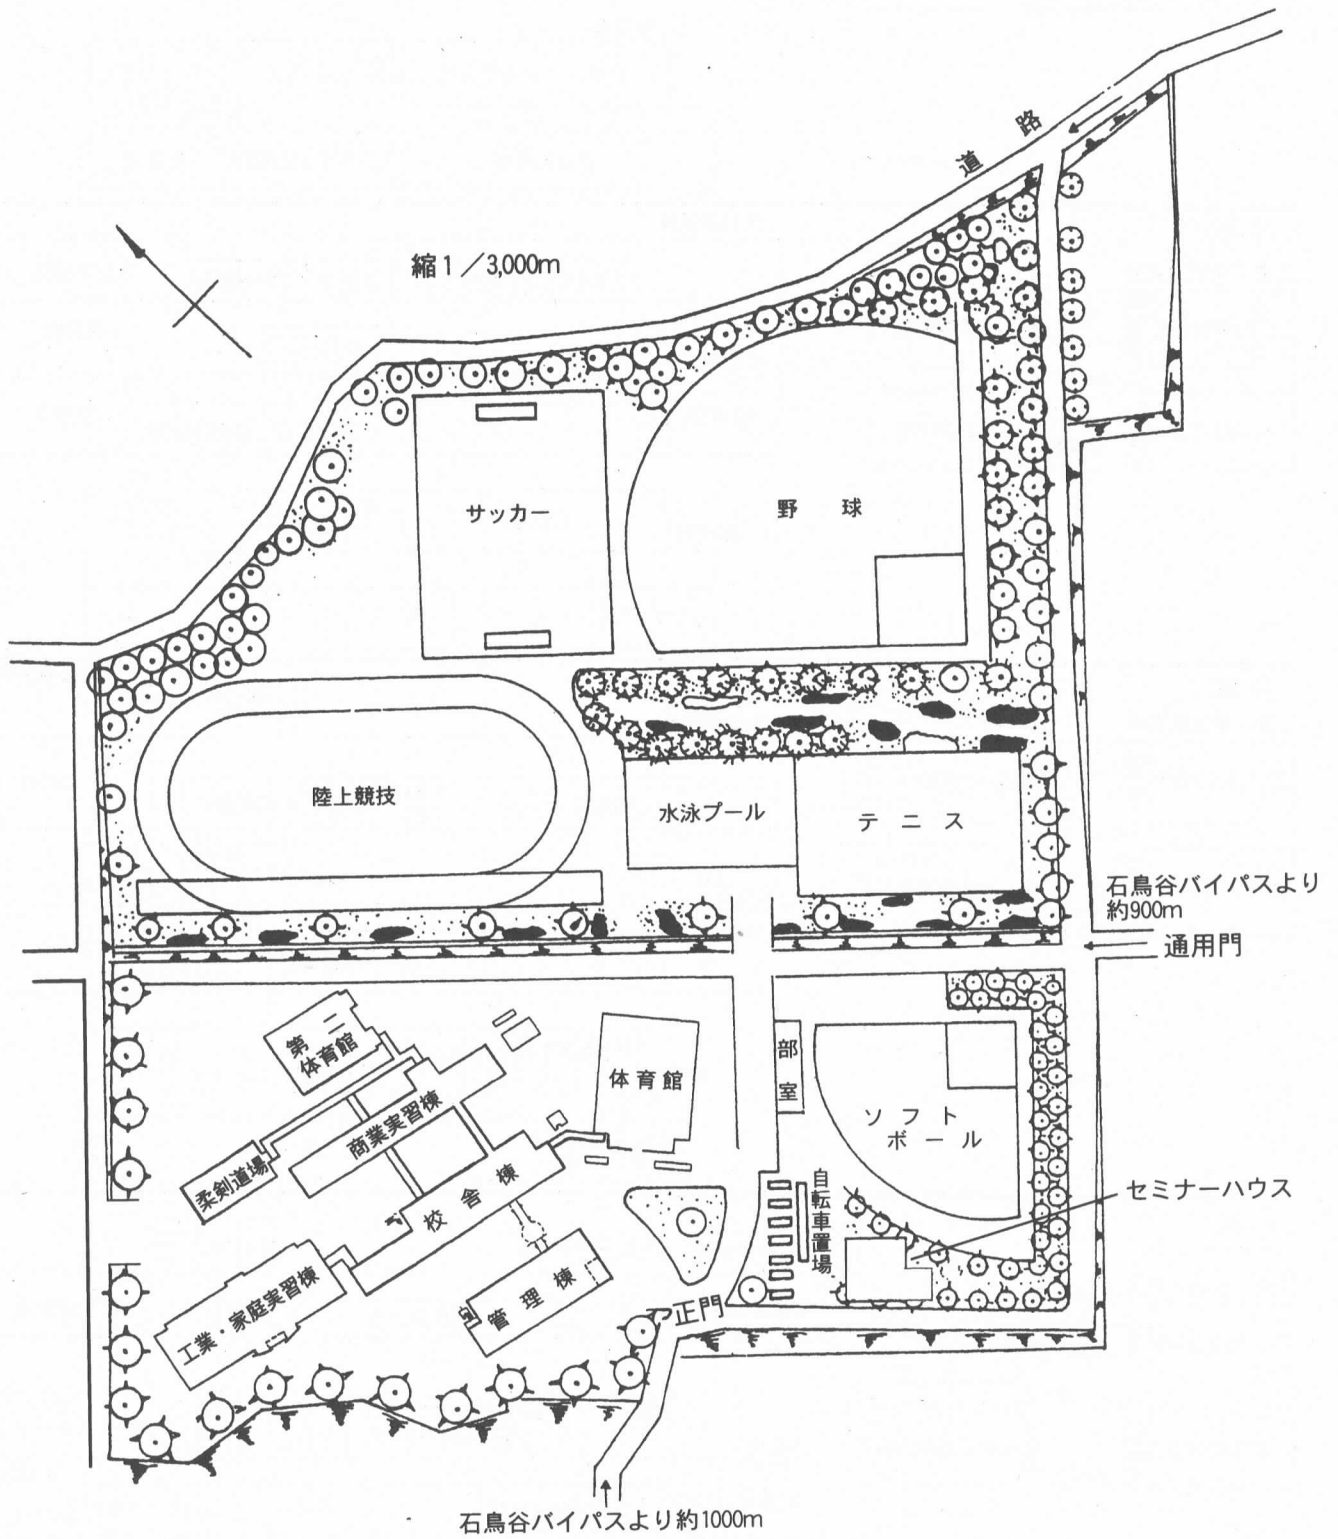 道路
縮1/3,000m
サッカー
野球
陸上競技
水泳プール
テニス
石鳥谷バイパスより
約900m
通用門
第二
体育館
体育館
部室
商業実習棟
ソフト
ボール
柔剣道場
校舎棟
自転車置場
セミナーハウス
工業・家庭実習棟
管理棟
正門
石鳥谷バイパスより約1000m